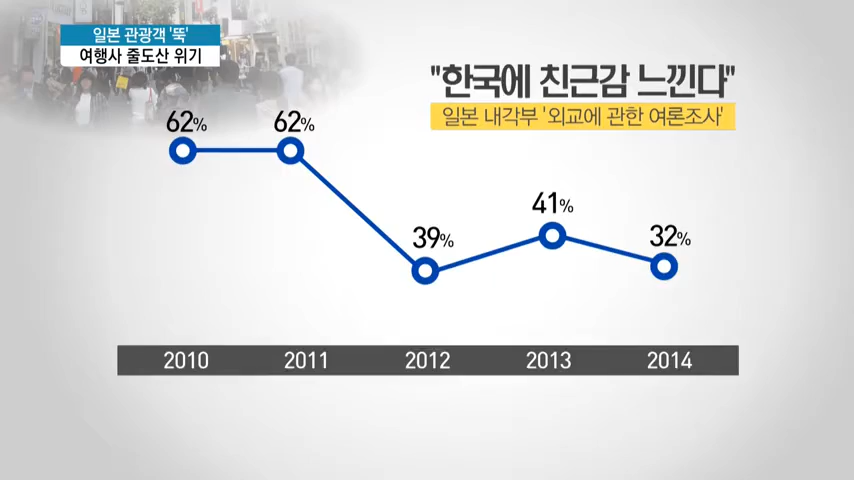 일본 관광객 '뚝'
여행사 줄도산 위기
"한국에 친근감 느낀다"
일본 내각부 '외교에 관한 여론조사'
62%
62%
39%
41%
32%
2010
2011
2012
2013
2014